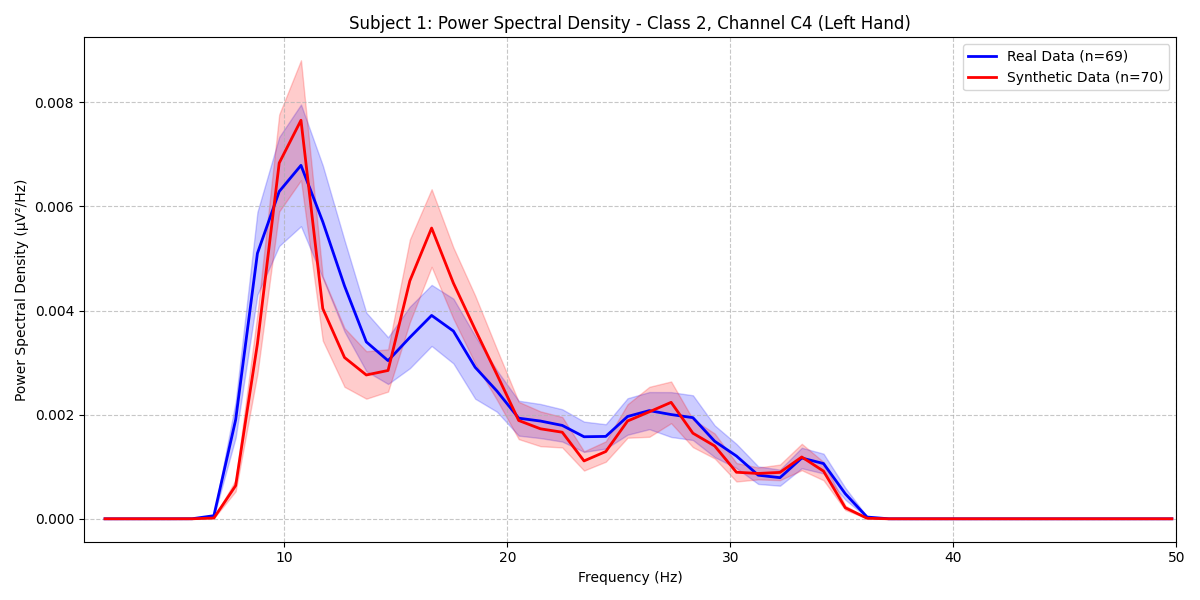 Subject 1: Power Spectral Density - Class 2, Channel C4 (Left Hand)
Real Data (n=69)
Synthetic Data (n=70)
Power Spectral Density (μV²/Hz)
0.008
0.006
0.004
0.002
0.000
10 20 30 40 50
Frequency (Hz)